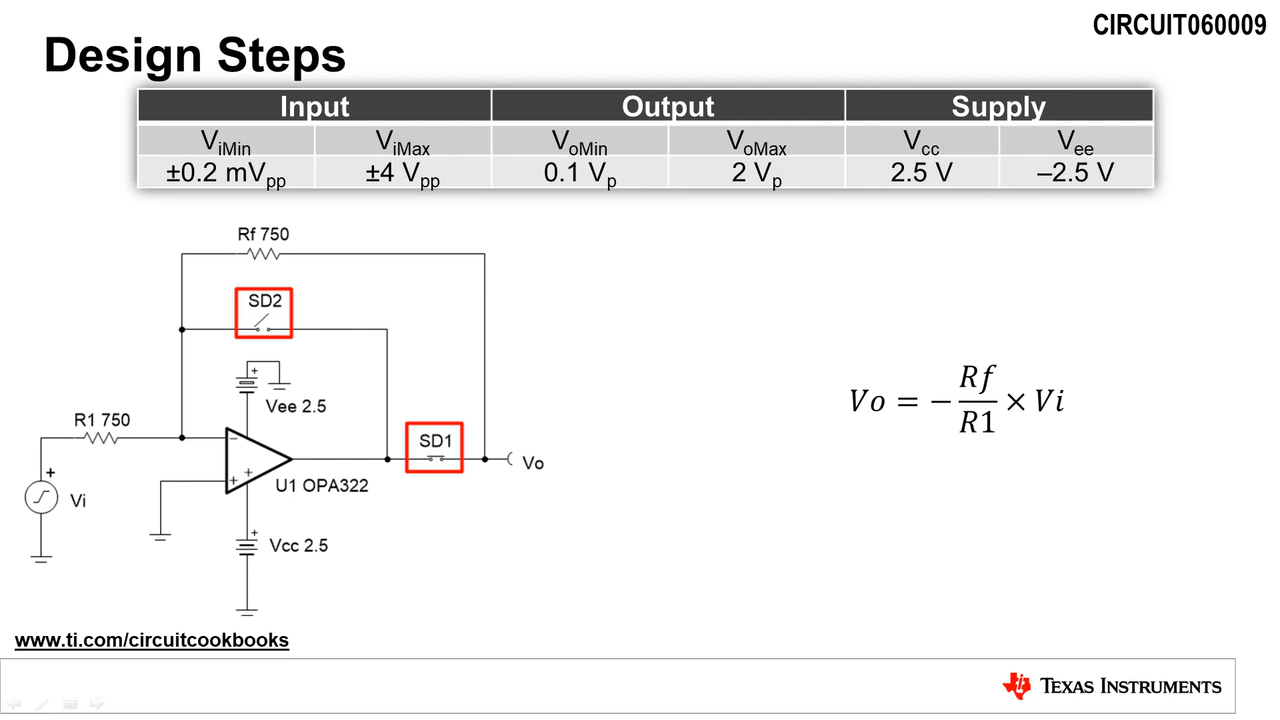 CIRCUIT060009
Design Steps
Input Output Supply
ViMin ViMax VoMin VoMax Vcc Vee
±0.2 mVpp ±4 Vpp 0.1 Vp 2 Vp 2.5 V –2.5 V
Rf 750
SD2
+
Vee 2.5
R1 750
SD1
+
Vi
−
+
+
U1 OPA322
Vo
+
Vcc 2.5
Vo = − Rf/R1 × Vi
www.ti.com/circuitcookbooks
TEXAS INSTRUMENTS